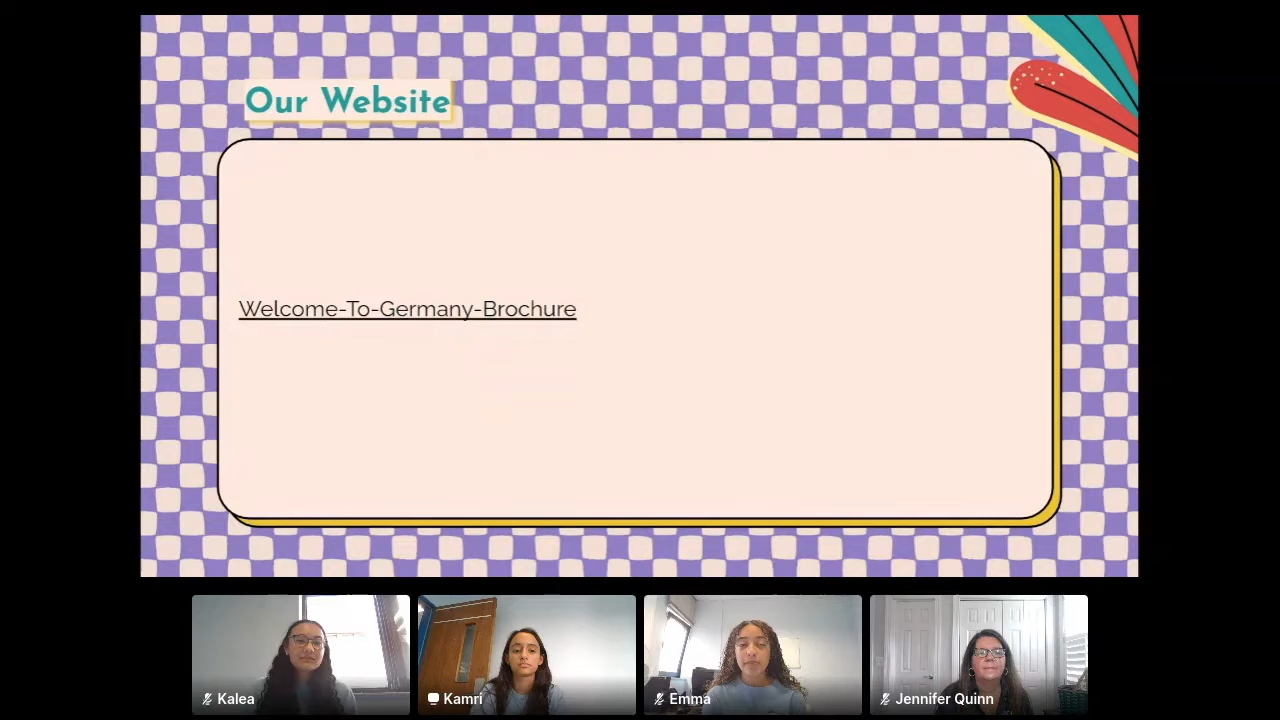 Our Website
Welcome-To-Germany-Brochure
Kalea
Kamri
Emma
Jennifer Quinn